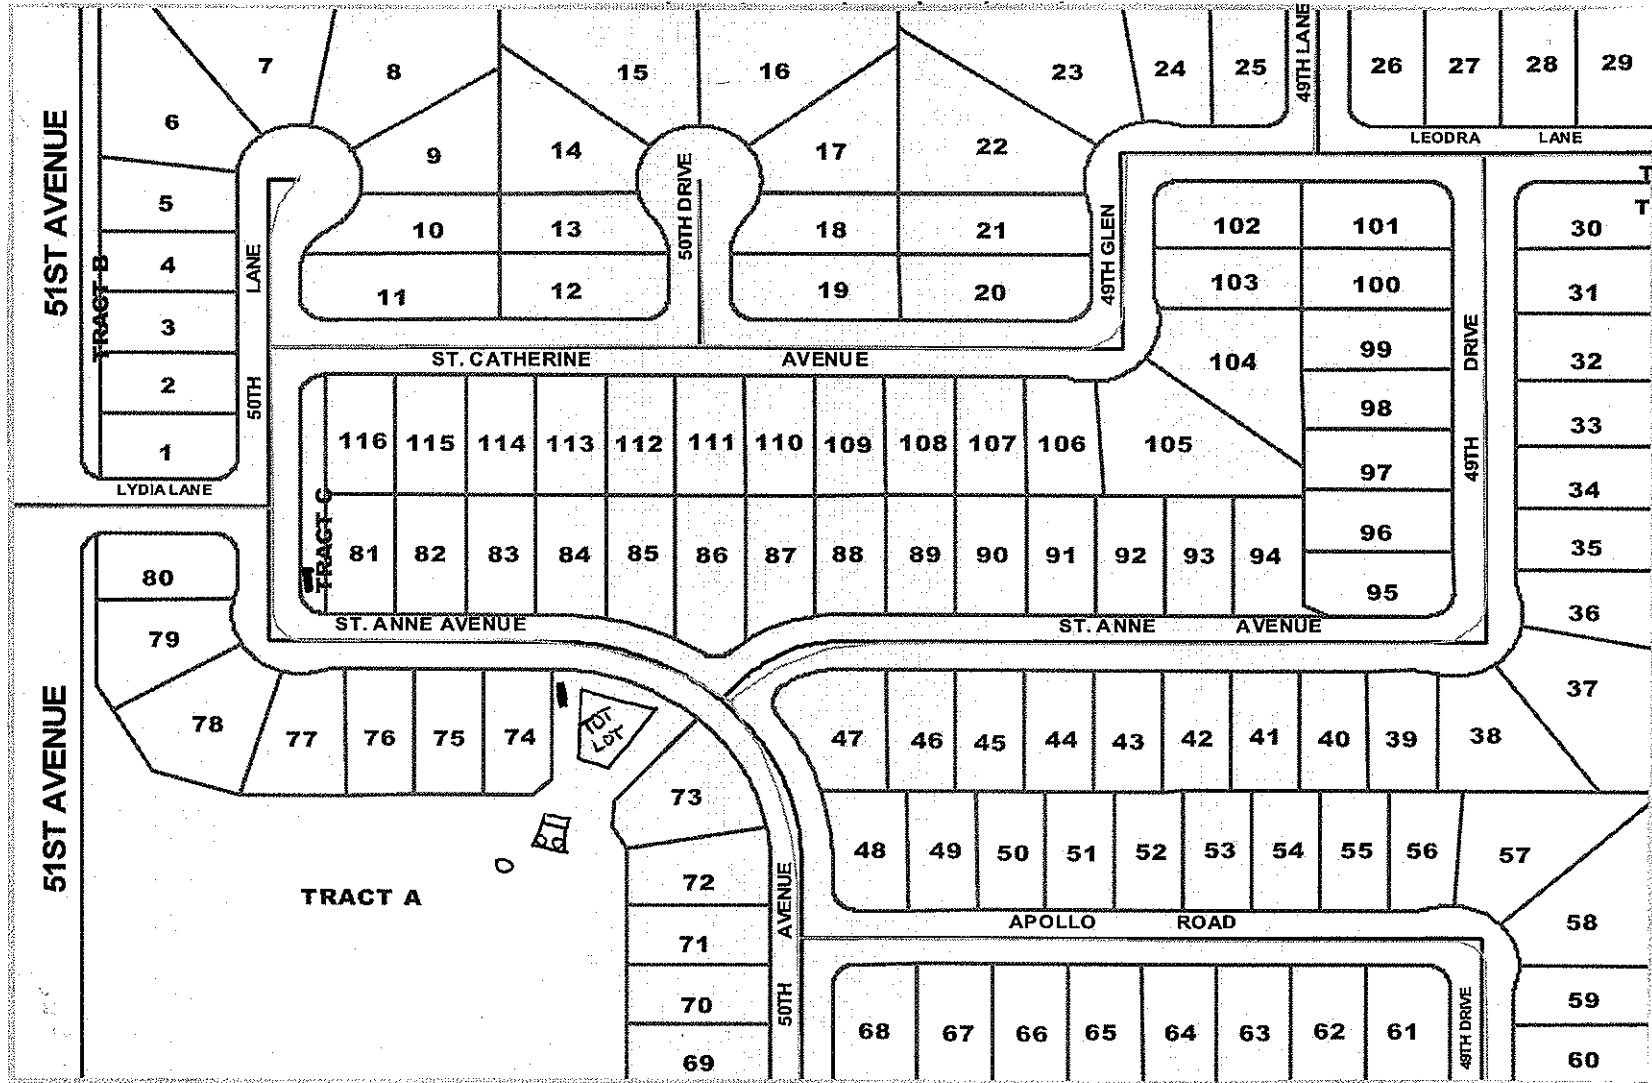 7 8 15 16 23 24 25 49TH LANE 26 27 28 29
6 9 14 17 22
LEODRA LANE
51ST AVENUE
5 10 13 50TH DRIVE 18 21 49TH GLEN 102 101 30
4 LANE 11 12 19 20 103 100 31
TRACT B
3
ST. CATHERINE AVENUE
104 99 DRIVE 32
2 50TH 98
1 116 115 114 113 112 111 110 109 108 107 106 105 97 49TH 33
LYDIA LANE
34
TRACT C
81 82 83 84 85 86 87 88 89 90 91 92 93 94 96 35
80 95 36
ST. ANNE AVENUE
ST. ANNE AVENUE
79
37
51ST AVENUE
78 77 76 75 74 TOT
LOT
47 46 45 44 43 42 41 40 39 38
73
48 49 50 51 52 53 54 55 56 57
72
TRACT A
AVENUE
APOLLO ROAD
58
71
70 50TH 59
68 67 66 65 64 63 62 61 49TH DRIVE
69 60